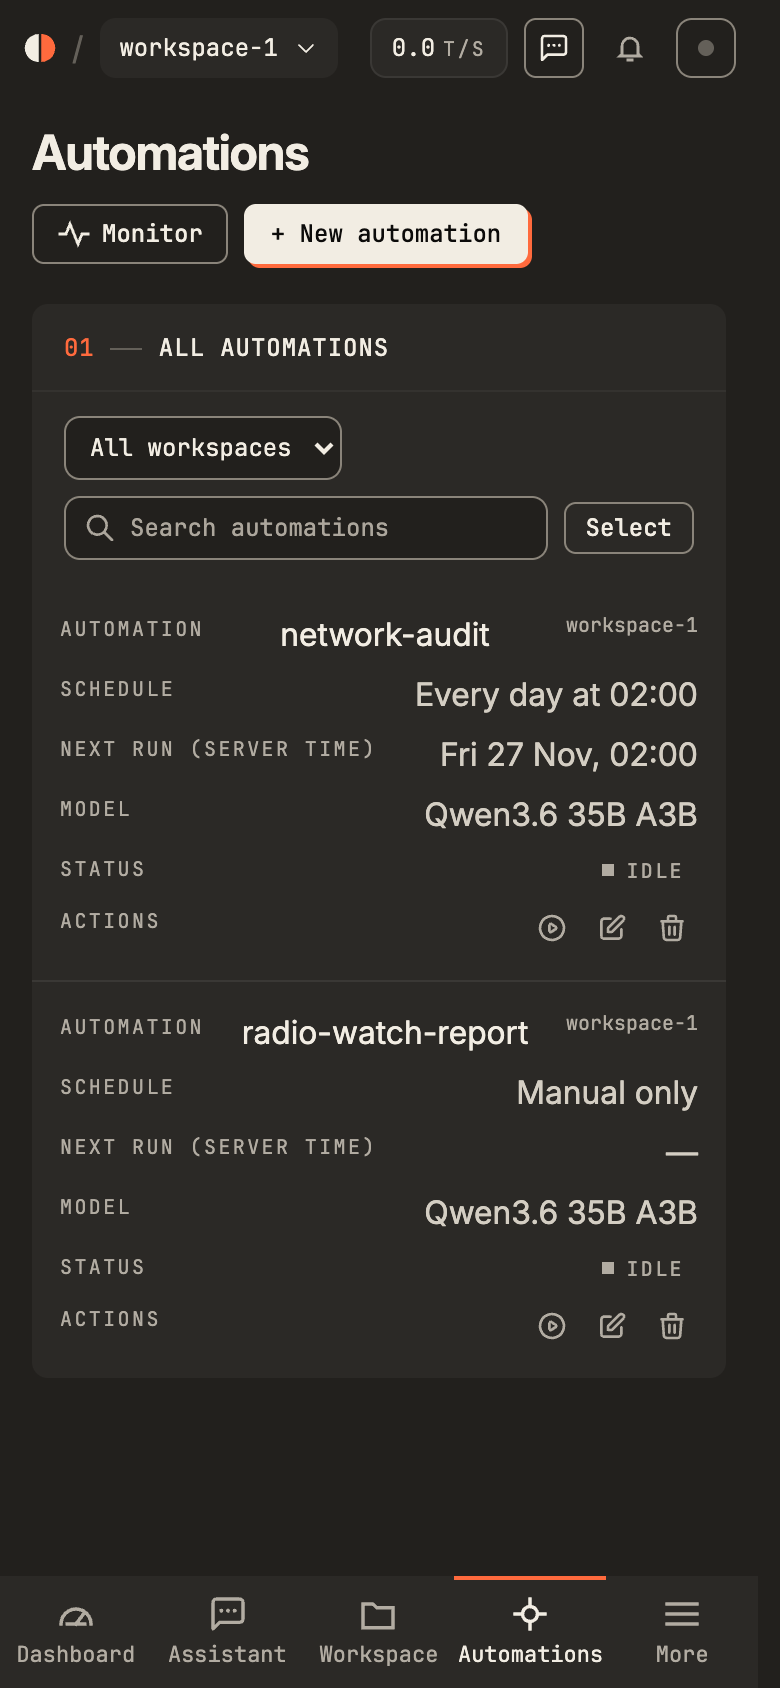 / workspace-1 0.0 T/S
Automations
Monitor + New automation
01 — ALL AUTOMATIONS
All workspaces
Search automations Select
AUTOMATION network-audit workspace-1
SCHEDULE Every day at 02:00
NEXT RUN (SERVER TIME) Fri 27 Nov, 02:00
MODEL Qwen3.6 35B A3B
STATUS IDLE
ACTIONS
AUTOMATION radio-watch-report workspace-1
SCHEDULE Manual only
NEXT RUN (SERVER TIME) —
MODEL Qwen3.6 35B A3B
STATUS IDLE
ACTIONS
Dashboard Assistant Workspace Automations More